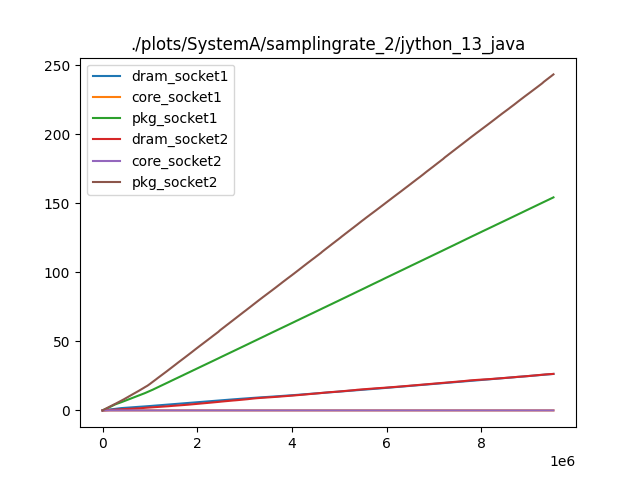 ./plots/SystemA/samplingrate_2/jython_13_java
250
200
150
100
50
0
dram_socket1
core_socket1
pkg_socket1
dram_socket2
core_socket2
pkg_socket2
0 2 4 6 8
1e6